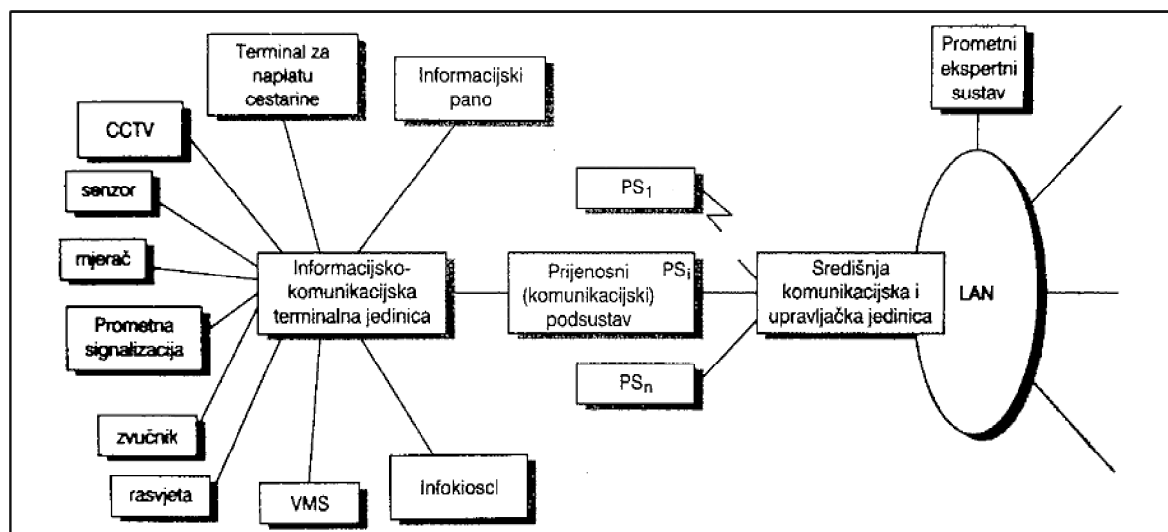 Terminal za
naplatu
cestarine
Informacijski
pano
Prometni
ekspertni
sustav
CCTV
senzor
mjerač
Prometna
signalizacija
zvučnik
rasvjeta
VMS
Infokiosci
Informacijsko-
komunikacijska
terminalna jedinica
PS1
Prijenosni PSi
(komunikacijski)
podsustav
PSn
Središnja
komunikacijska i
upravljačka jedinica
LAN